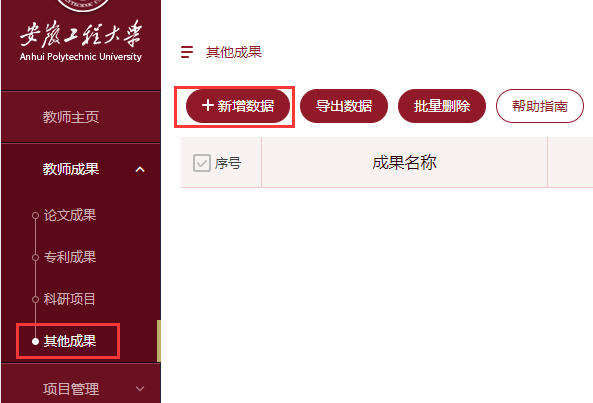 安徽工程大学
Anhui Polytechnic University
教师主页
教师成果
论文成果
专利成果
科研项目
其他成果
项目管理
其他成果
+ 新增数据 导出数据 批量删除 帮助指南
序号 成果名称